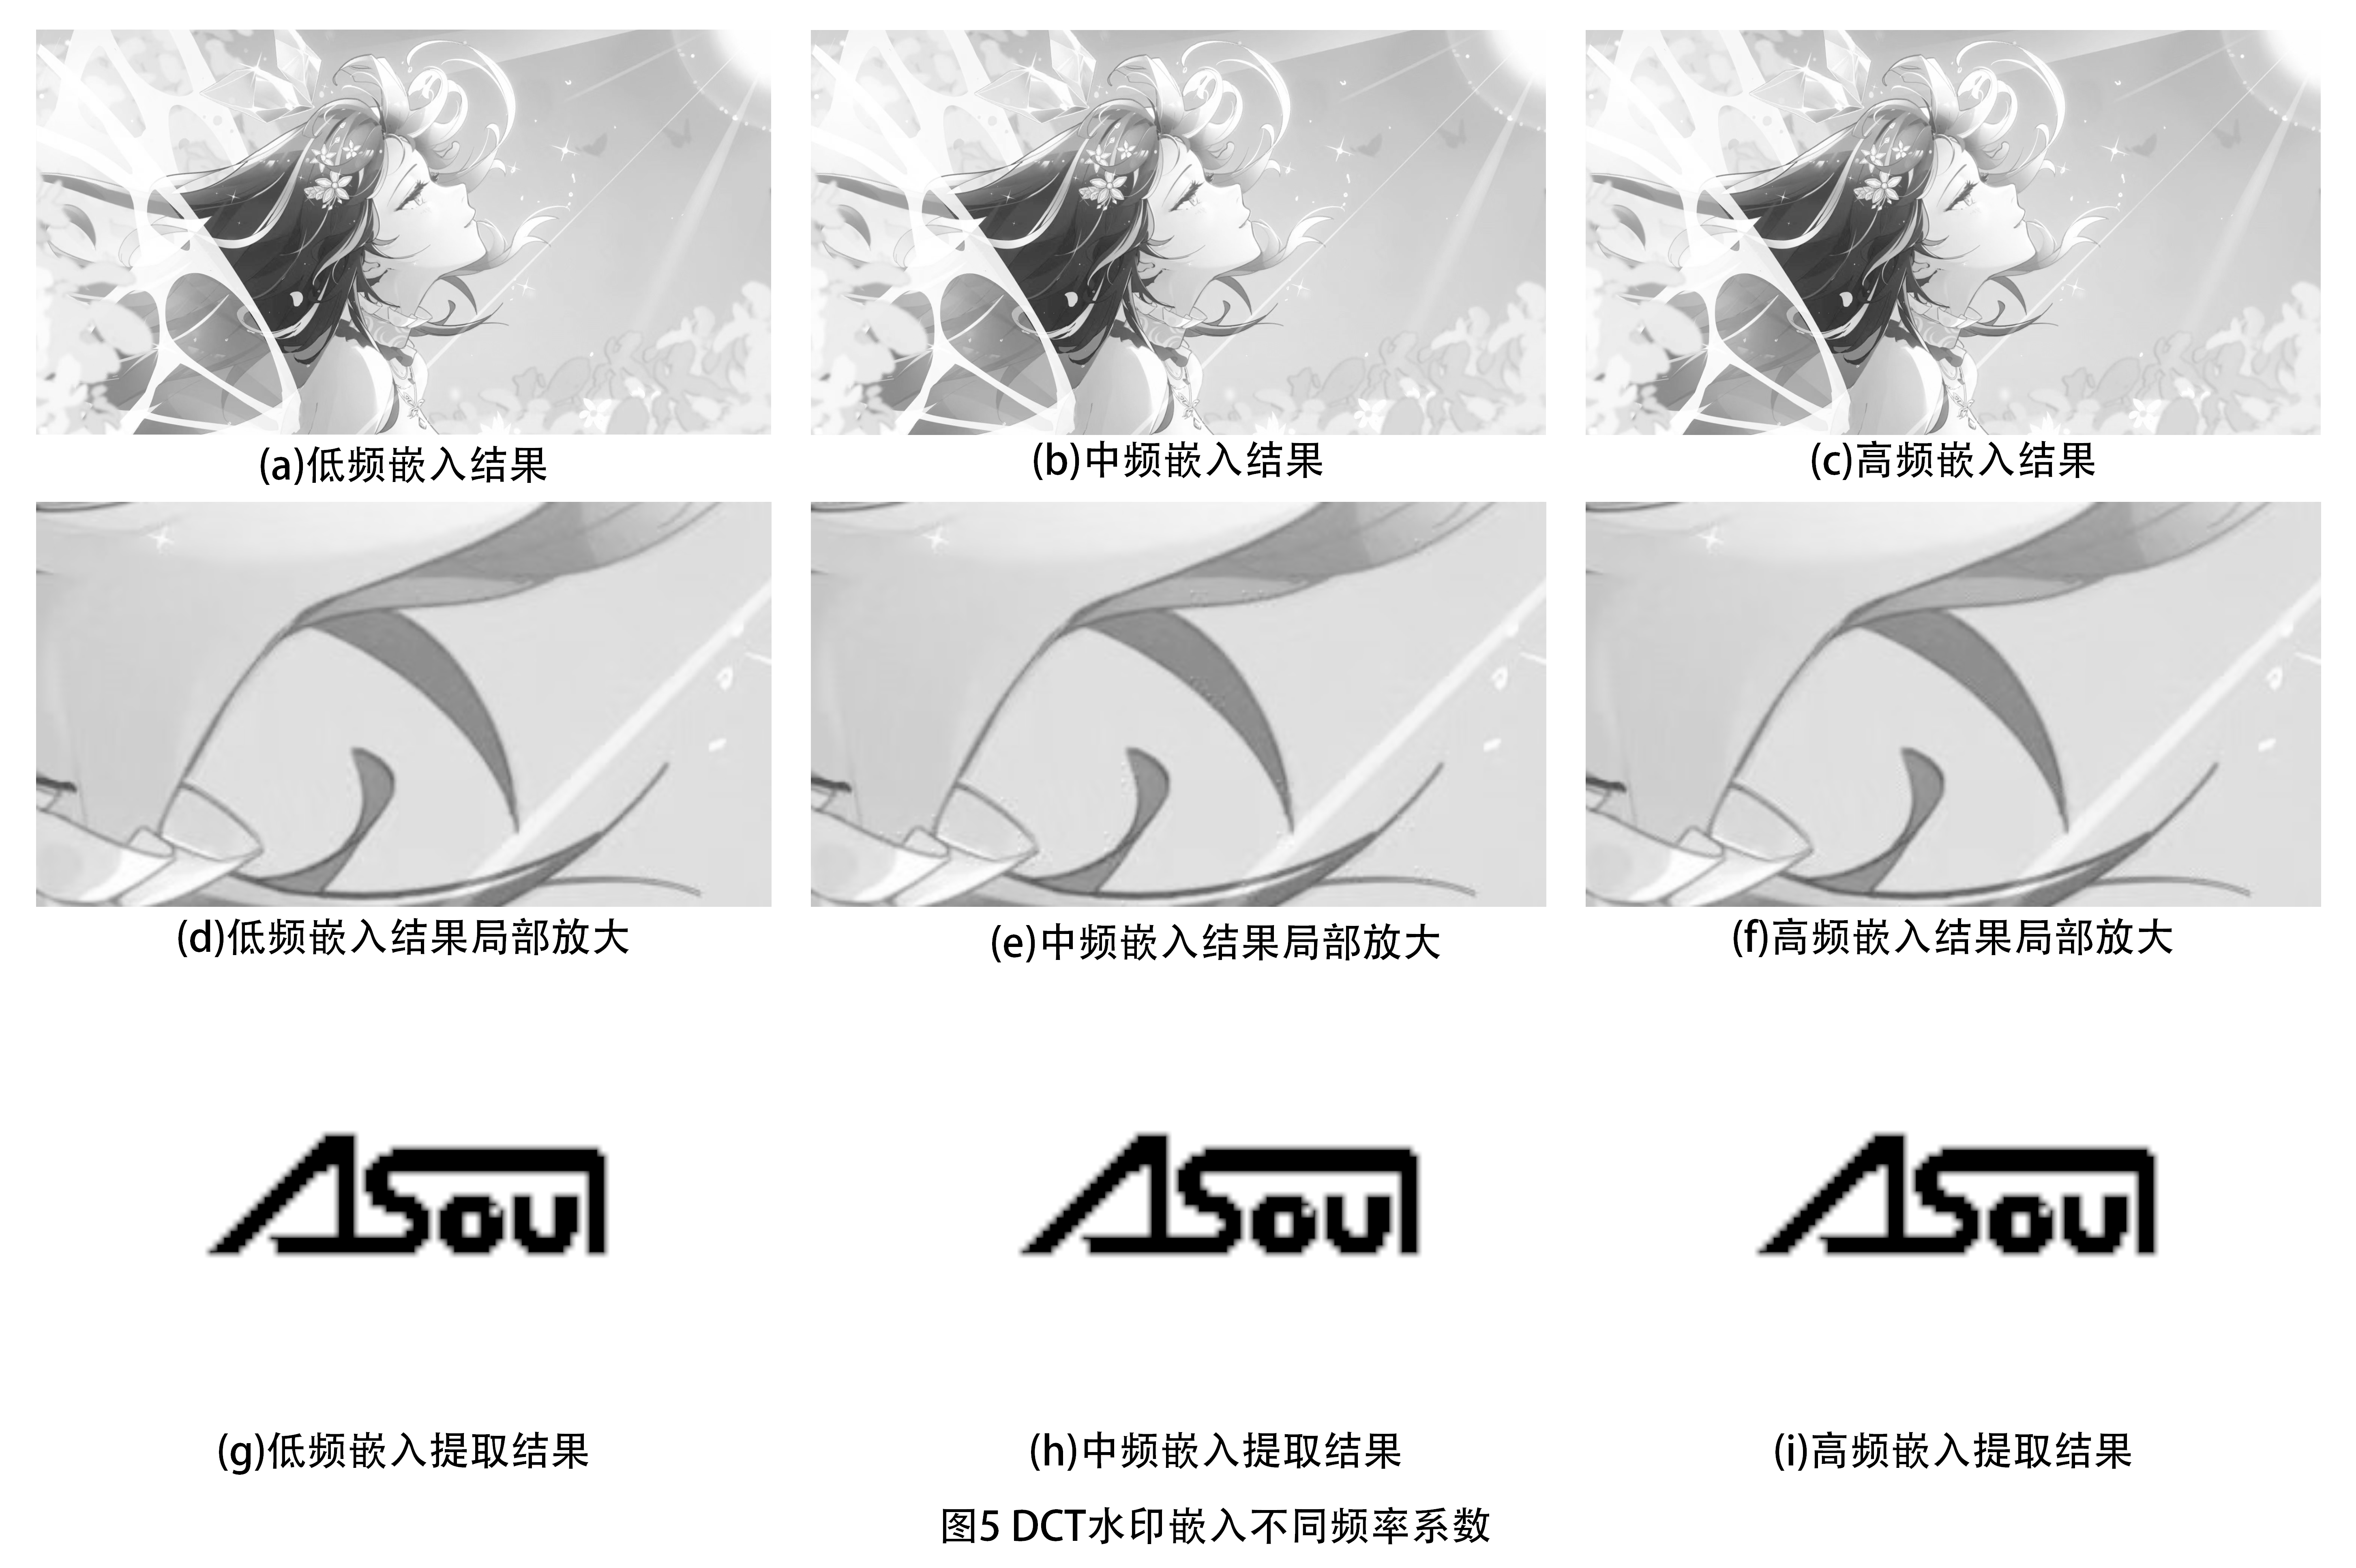 (a)低频嵌入结果
(b)中频嵌入结果
(c)高频嵌入结果
(d)低频嵌入结果局部放大
(e)中频嵌入结果局部放大
(f)高频嵌入结果局部放大
ASoul
ASoul
ASoul
(g)低频嵌入提取结果
(h)中频嵌入提取结果
(i)高频嵌入提取结果
图5 DCT水印嵌入不同频率系数